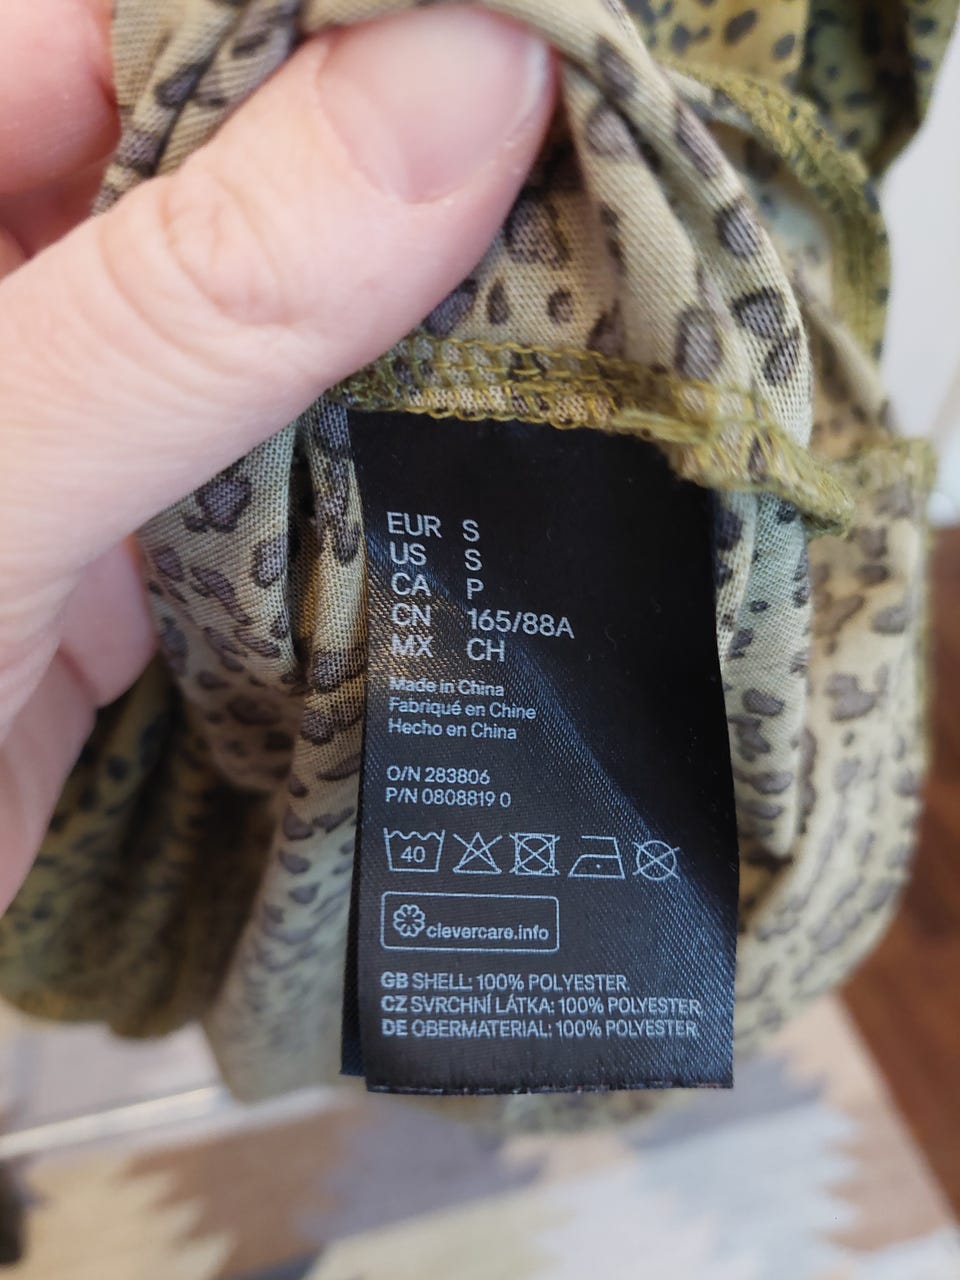 EUR S
US S
CA P
CN 165/88A
MX CH
Made in China
Fabriqué en Chine
Hecho en China
O/N 283806
P/N 0808819 0
40
clevercare.info
GB SHELL: 100% POLYESTER
CZ SVRCHNÍ LÁTKA: 100% POLYESTER
DE OBERMATERIAL: 100% POLYESTER